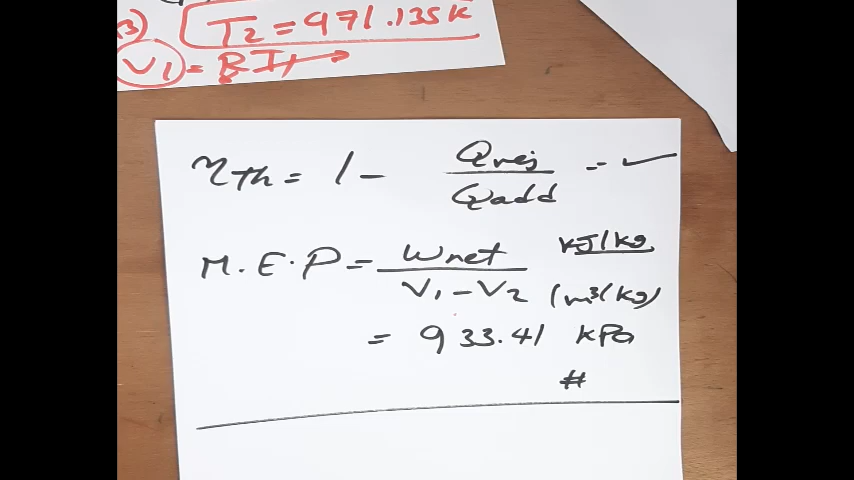 3) T2 = 971.135K
V1 = RT1
ηTh = 1 - Qrej / Qadd =
M.E.P = Wnet / V1 - V2 kJ/kg / (m³/kg)
= 933.41 kPa
#